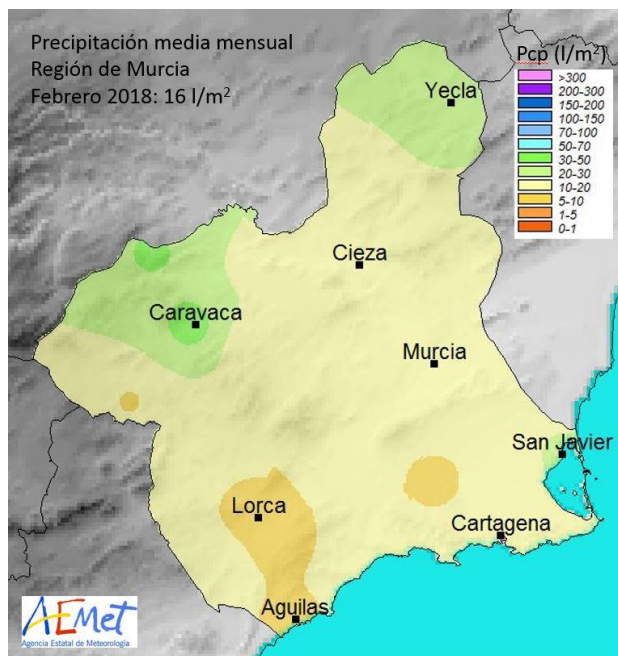 Precipitación media mensual
Región de Murcia
Febrero 2018: 16 l/m²
Pcp (l/m²)
>300
200-300
150-200
100-150
70-100
50-70
30-50
20-30
10-20
5-10
1-5
0-1
Yecla
Cieza
Caravaca
Murcia
San Javier
Lorca
Cartagena
Aguilas
AEMet
Agencia Estatal de Meteorología